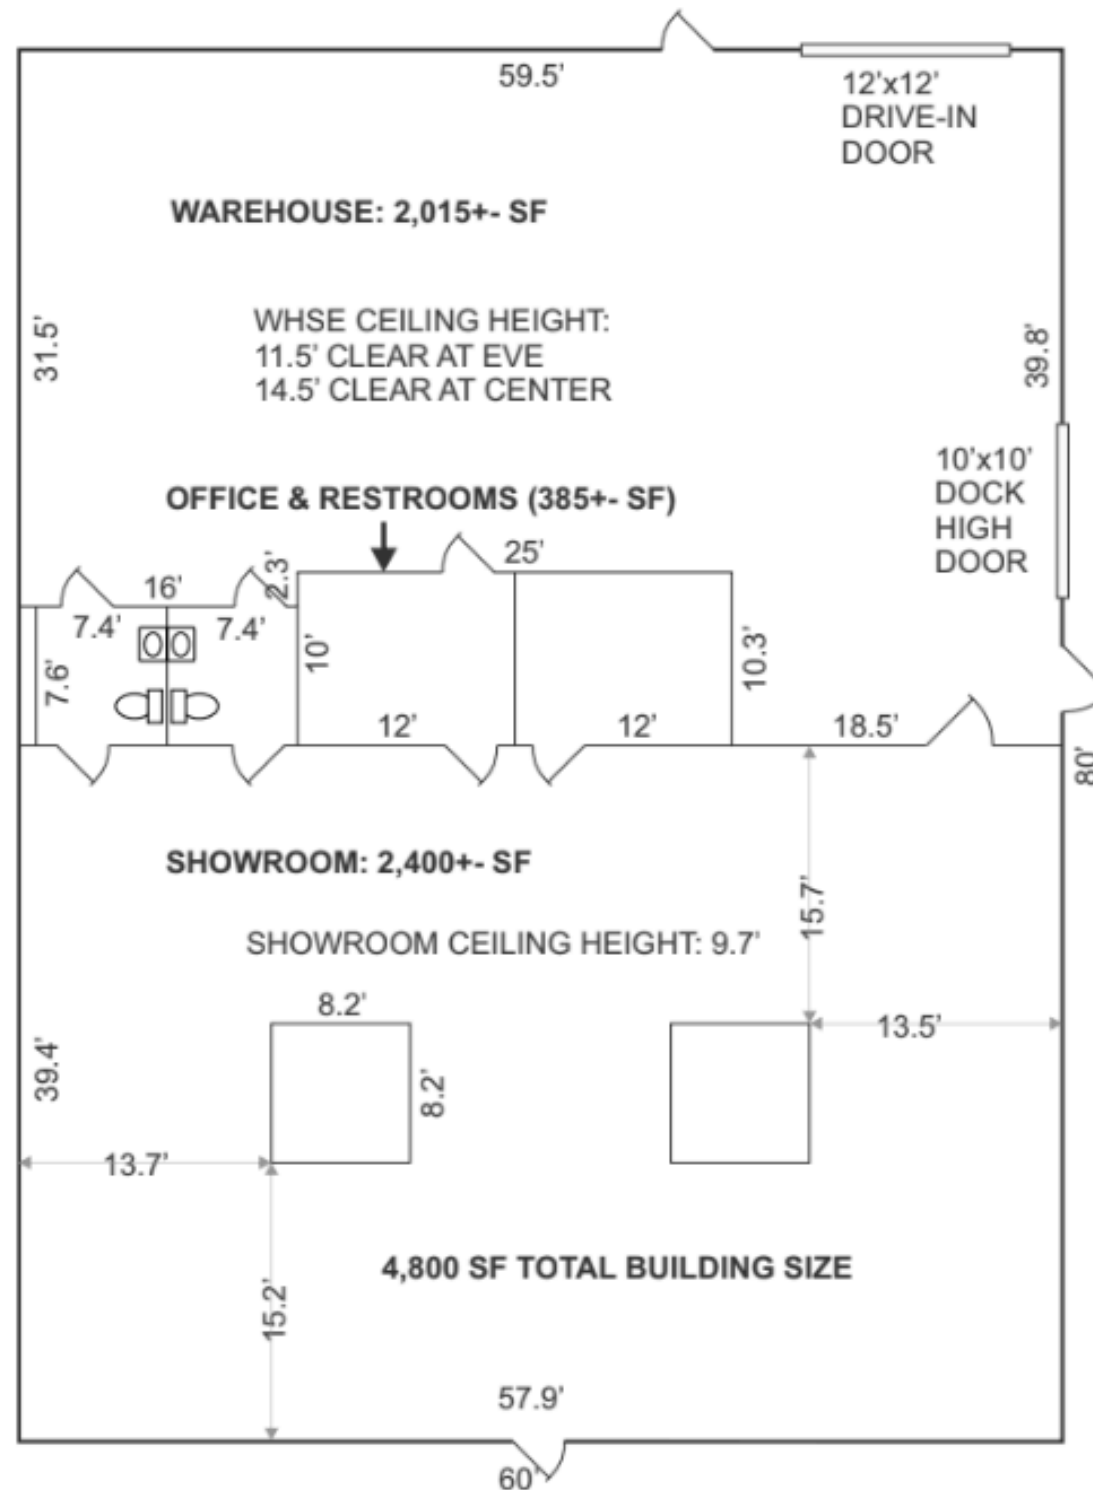 59.5’
12’x12’
DRIVE-IN
DOOR
WAREHOUSE: 2,015+- SF
WHSE CEILING HEIGHT:
11.5’ CLEAR AT EVE
14.5’ CLEAR AT CENTER
31.5’
39.8’
10’x10’
DOCK
HIGH
DOOR
OFFICE & RESTROOMS (385+- SF)
25’
2.3’
16’
7.4’
7.4’
7.6’
10’
10.3’
12’
12’
18.5’
80’
SHOWROOM: 2,400+- SF
15.7’
SHOWROOM CEILING HEIGHT: 9.7’
8.2’
13.5’
39.4’
8.2’
13.7’
4,800 SF TOTAL BUILDING SIZE
15.2’
57.9’
60’